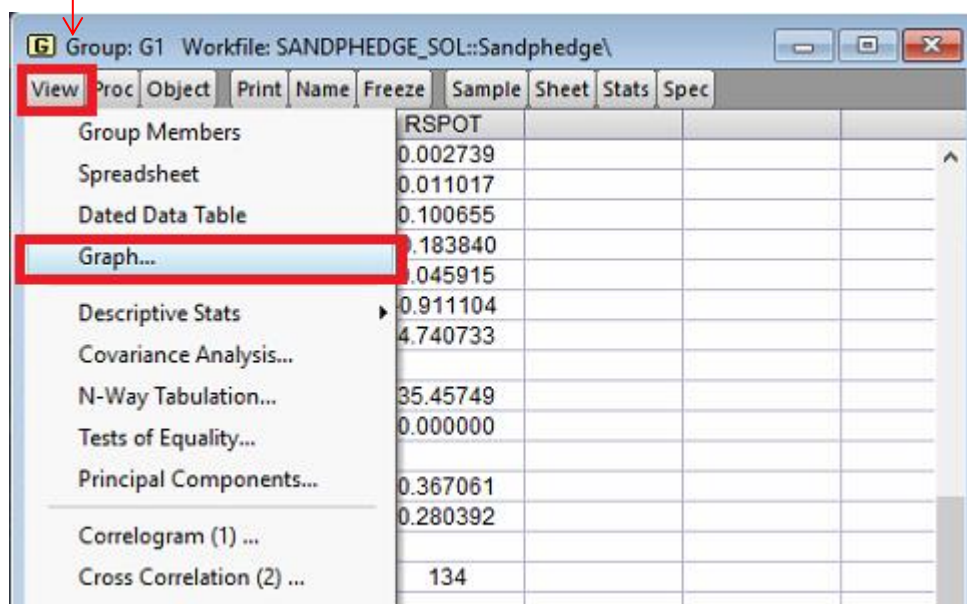 Group: G1 Workfile: SANDPHEDGE_SOL::Sandphedge\
View Proc Object Print Name Freeze Sample Sheet Stats Spec
Group Members
Spreadsheet
Dated Data Table
Graph...
Descriptive Stats
Covariance Analysis...
N-Way Tabulation...
Tests of Equality...
Principal Components...
Correlogram (1) ...
Cross Correlation (2) ...
RSPOT
0.002739
0.011017
0.100655
.183840
.045915
0.911104
4.740733
35.45749
0.000000
0.367061
0.280392
134